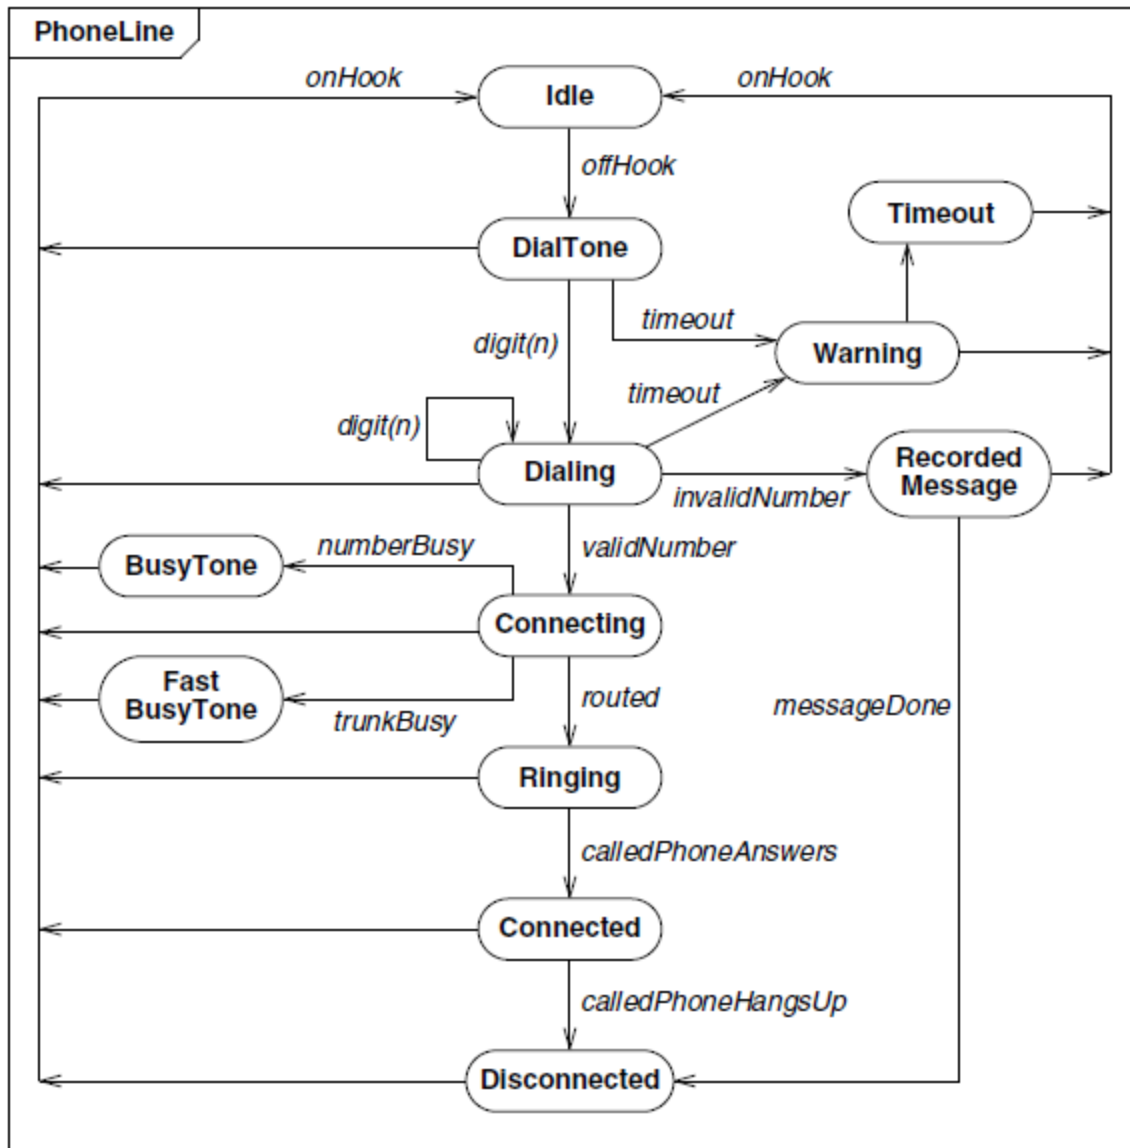 PhoneLine
onHook
Idle
onHook
offHook
Timeout
DialTone
timeout
digit(n)
Warning
timeout
digit(n)
Dialing
Recorded
Message
invalidNumber
numberBusy
validNumber
BusyTone
Connecting
Fast
BusyTone
routed
messageDone
trunkBusy
Ringing
calledPhoneAnswers
Connected
calledPhoneHangsUp
Disconnected